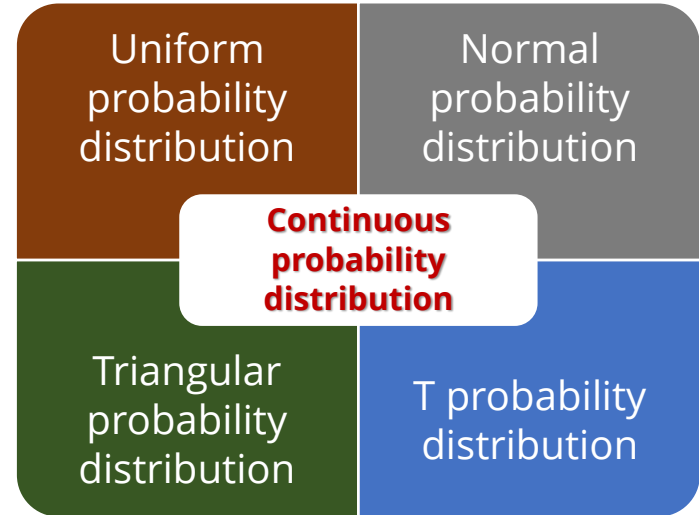 Uniform
probability
distribution
Normal
probability
distribution
Continuous
probability
distribution
Triangular
probability
distribution
T probability
distribution